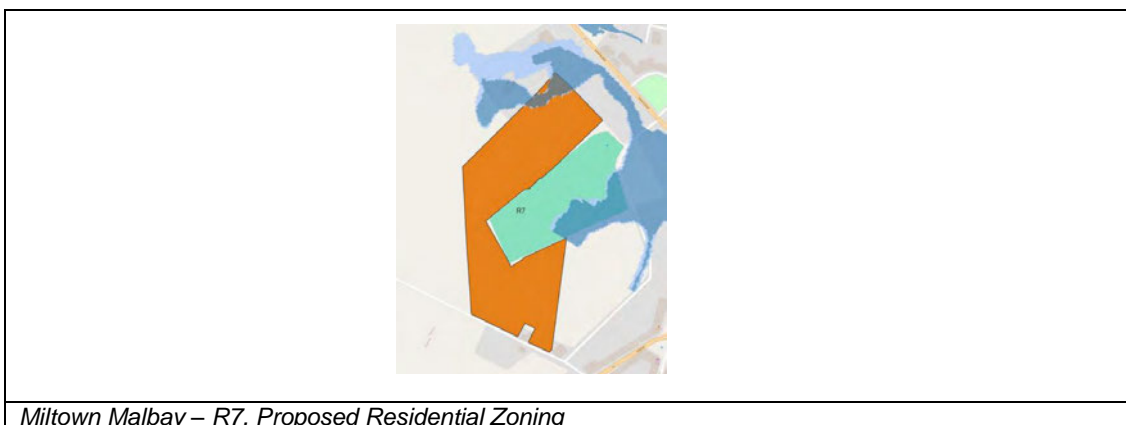 R7
Miltown Malbay – R7, Proposed Residential Zoning